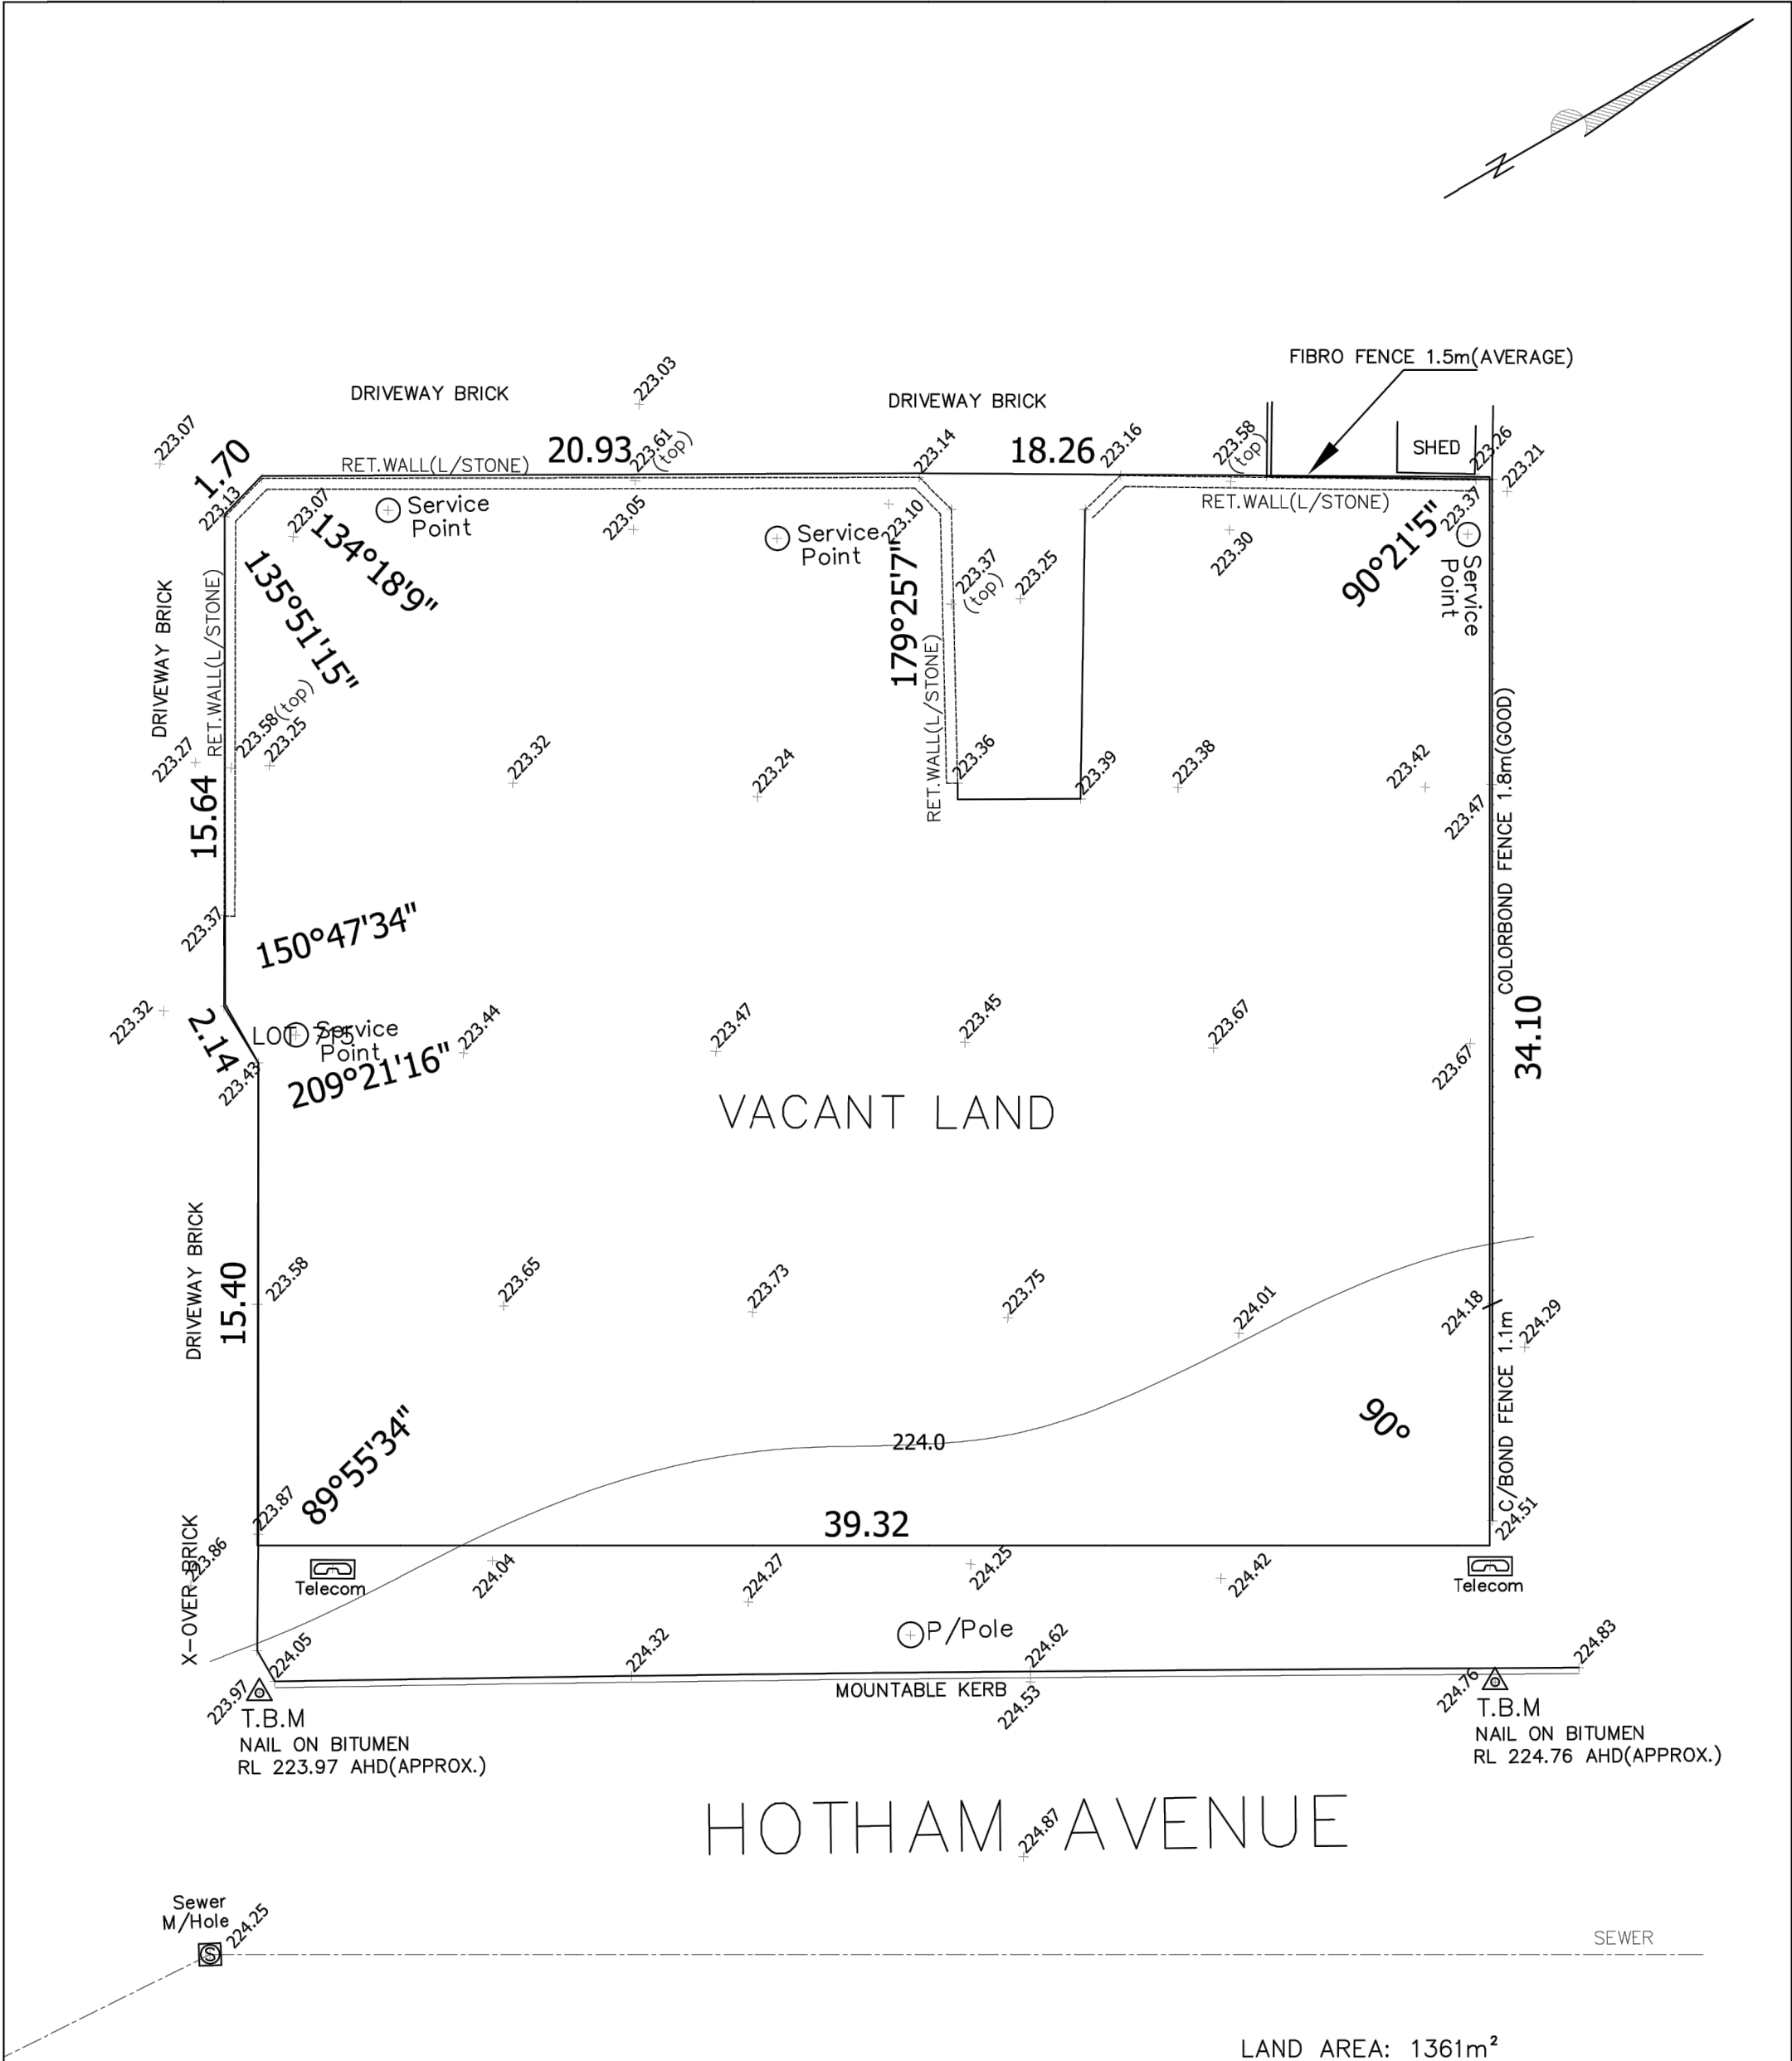 N
FIBRO FENCE 1.5m(AVERAGE)
DRIVEWAY BRICK
223.03
DRIVEWAY BRICK
223.07
1.70
RET.WALL(L/STONE)
20.93
223.61
(top)
223.14
18.26
223.16
223.58
(top)
SHED
223.26
223.21
223.13
223.07
Service
Point
223.05
Service
Point
223.10
RET.WALL(L/STONE)
223.30
223.37
Service
Point
90°21'5"
134°18'9"
135°51'15"
179°25'7"
223.37
(top)
223.25
DRIVEWAY BRICK
RET.WALL(L/STONE)
223.58(top)
223.25
223.27
223.32
223.24
RET.WALL(L/STONE)
223.36
223.39
223.38
223.42
223.47
COLORBOND FENCE 1.8m(GOOD)
15.64
223.37
150°47'34"
223.32
2.14
LOT 715
Service
Point
223.43
209°21'16"
223.44
223.47
223.45
223.67
223.67
34.10
VACANT LAND
DRIVEWAY BRICK
15.40
223.58
223.65
223.73
223.75
224.01
224.18
224.29
C/BOND FENCE 1.1m
90°
89°55'34"
224.0
223.87
39.32
224.51
X-OVER BRICK
223.86
Telecom
224.04
224.27
224.25
224.42
Telecom
P/Pole
224.05
224.32
224.62
224.83
223.97
MOUNTABLE KERB
224.53
224.76
T.B.M
NAIL ON BITUMEN
RL 223.97 AHD(APPROX.)
T.B.M
NAIL ON BITUMEN
RL 224.76 AHD(APPROX.)
HOTHAM AVENUE
224.87
Sewer
M/Hole
224.25
S
SEWER
LAND AREA: 1361m²